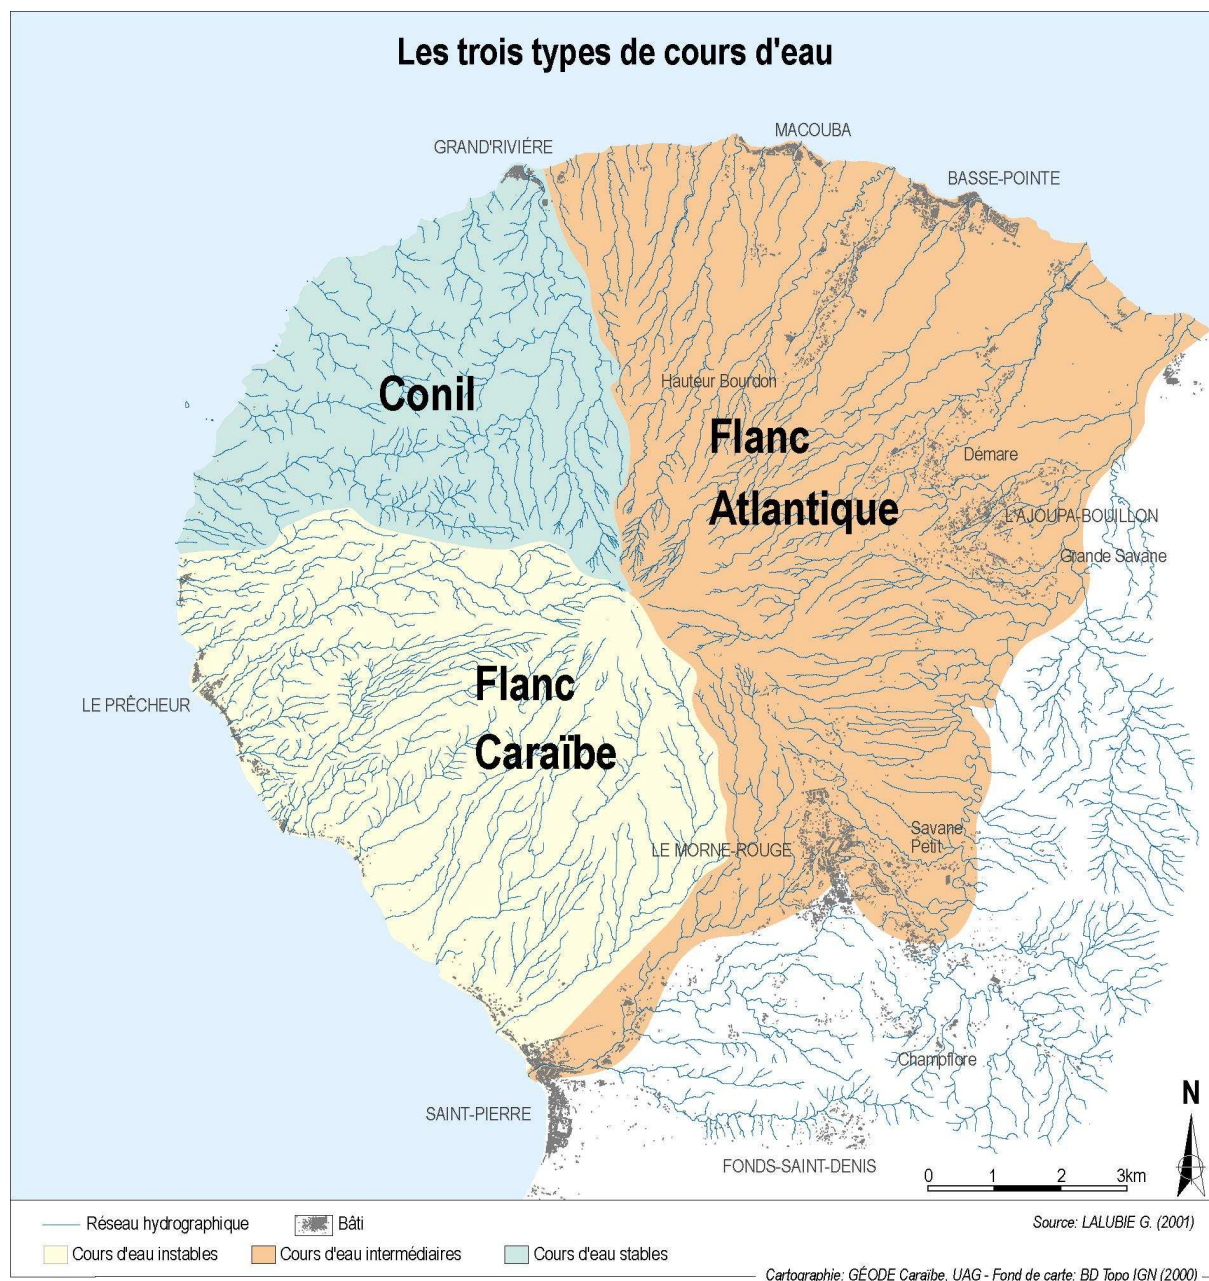 Les trois types de cours d'eau
MACOUBA
GRAND'RIVIÉRE
BASSE-POINTE
Hauteur Bourdon
Conil
Flanc
Atlantique
Démare
L'AJOUPA-BOUILLON
Grande Savane
Flanc
Caraïbe
LE PRÊCHEUR
Savane
Petit
LE MORNE-ROUGE
Champflore
SAINT-PIERRE
FONDS-SAINT-DENIS
N
0 1 2 3km
Réseau hydrographique
Bâti
Source: LALUBIE G. (2001)
Cours d'eau instables
Cours d'eau intermédiaires
Cours d'eau stables
Cartographie: GÉODE Caraïbe, UAG - Fond de carte: BD Topo IGN (2000)